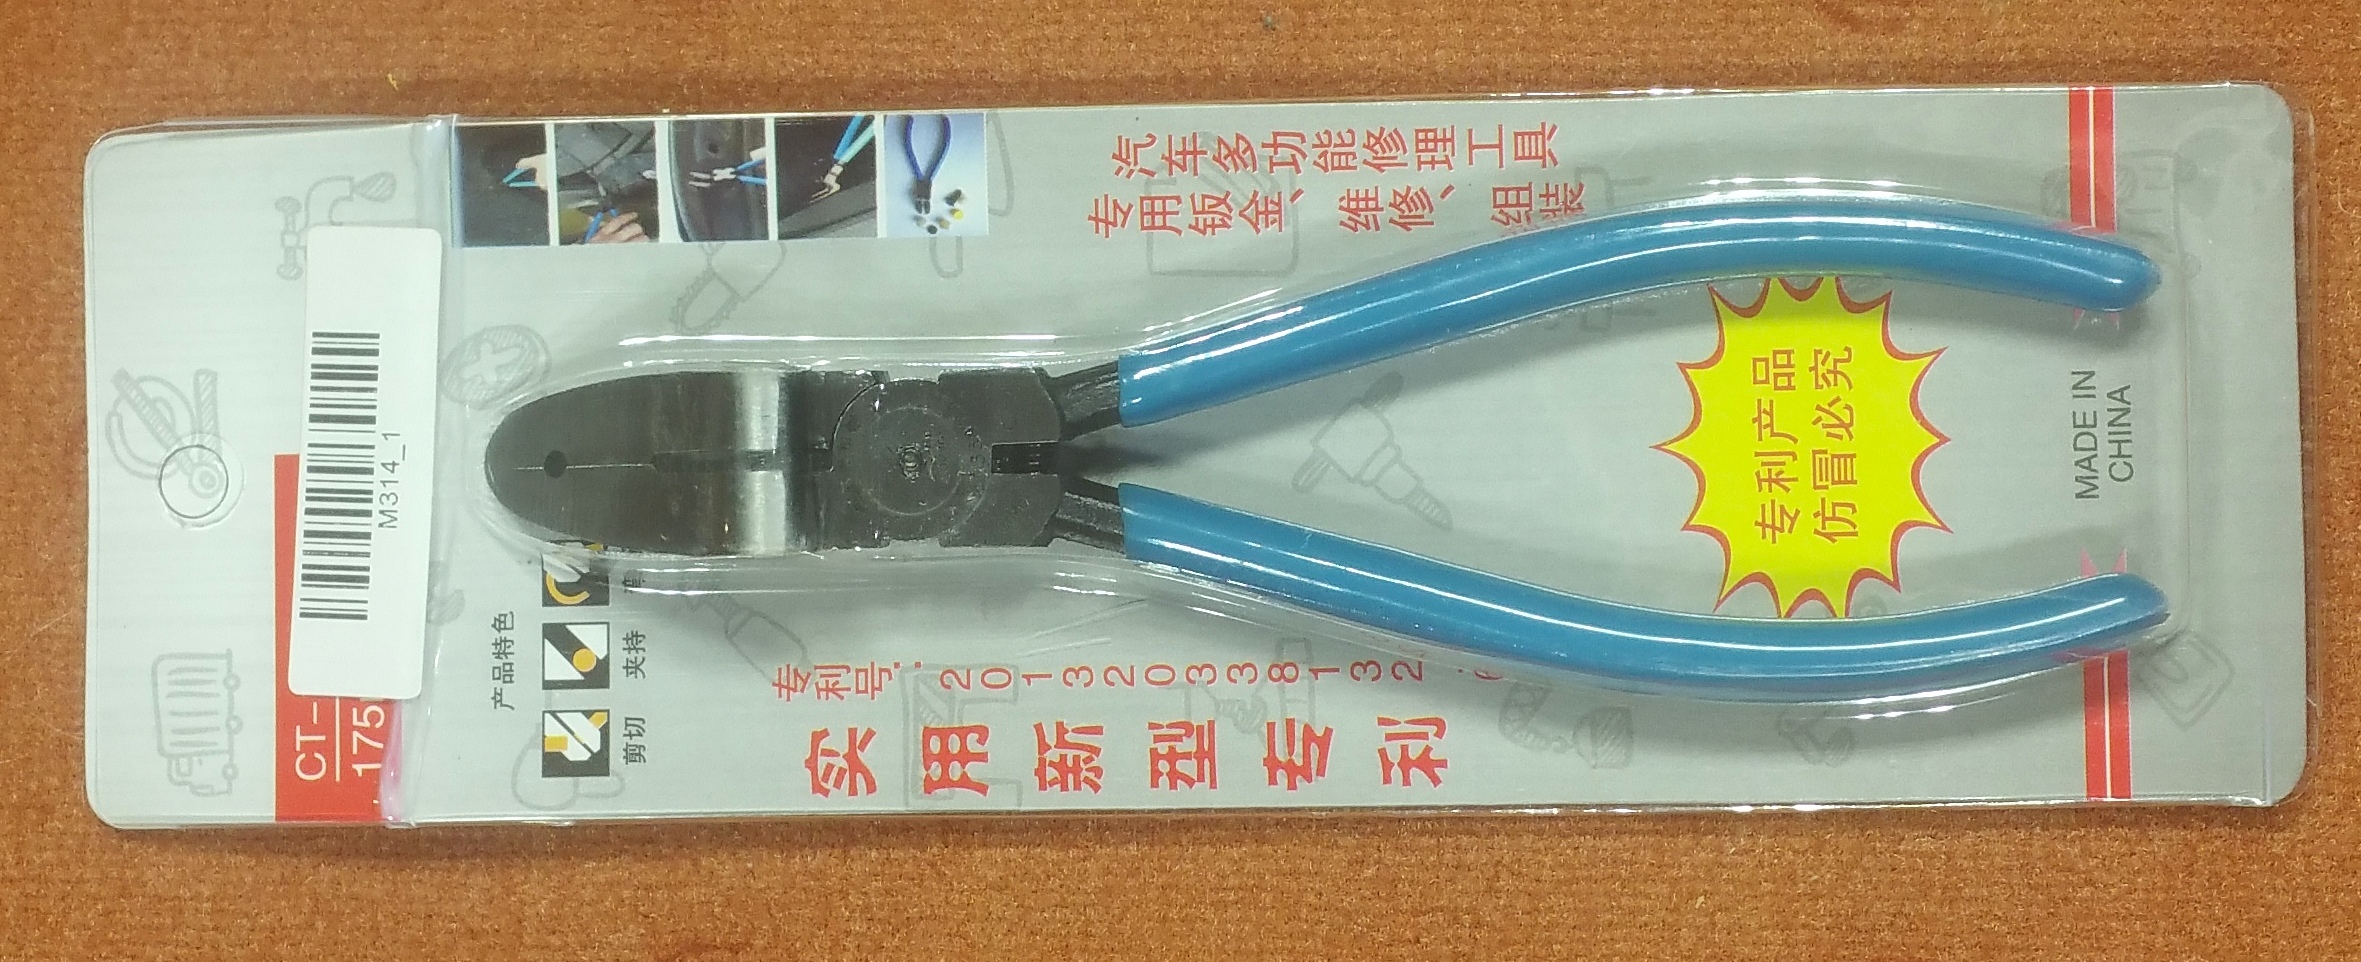 汽车多功能修理工具
专用钣金、维修、组装
M314_1
CT-
175
产品特色
剪切
夹持
专利号:201320338132
实用新型专利
专利产品
仿冒必究
MADE IN
CHINA